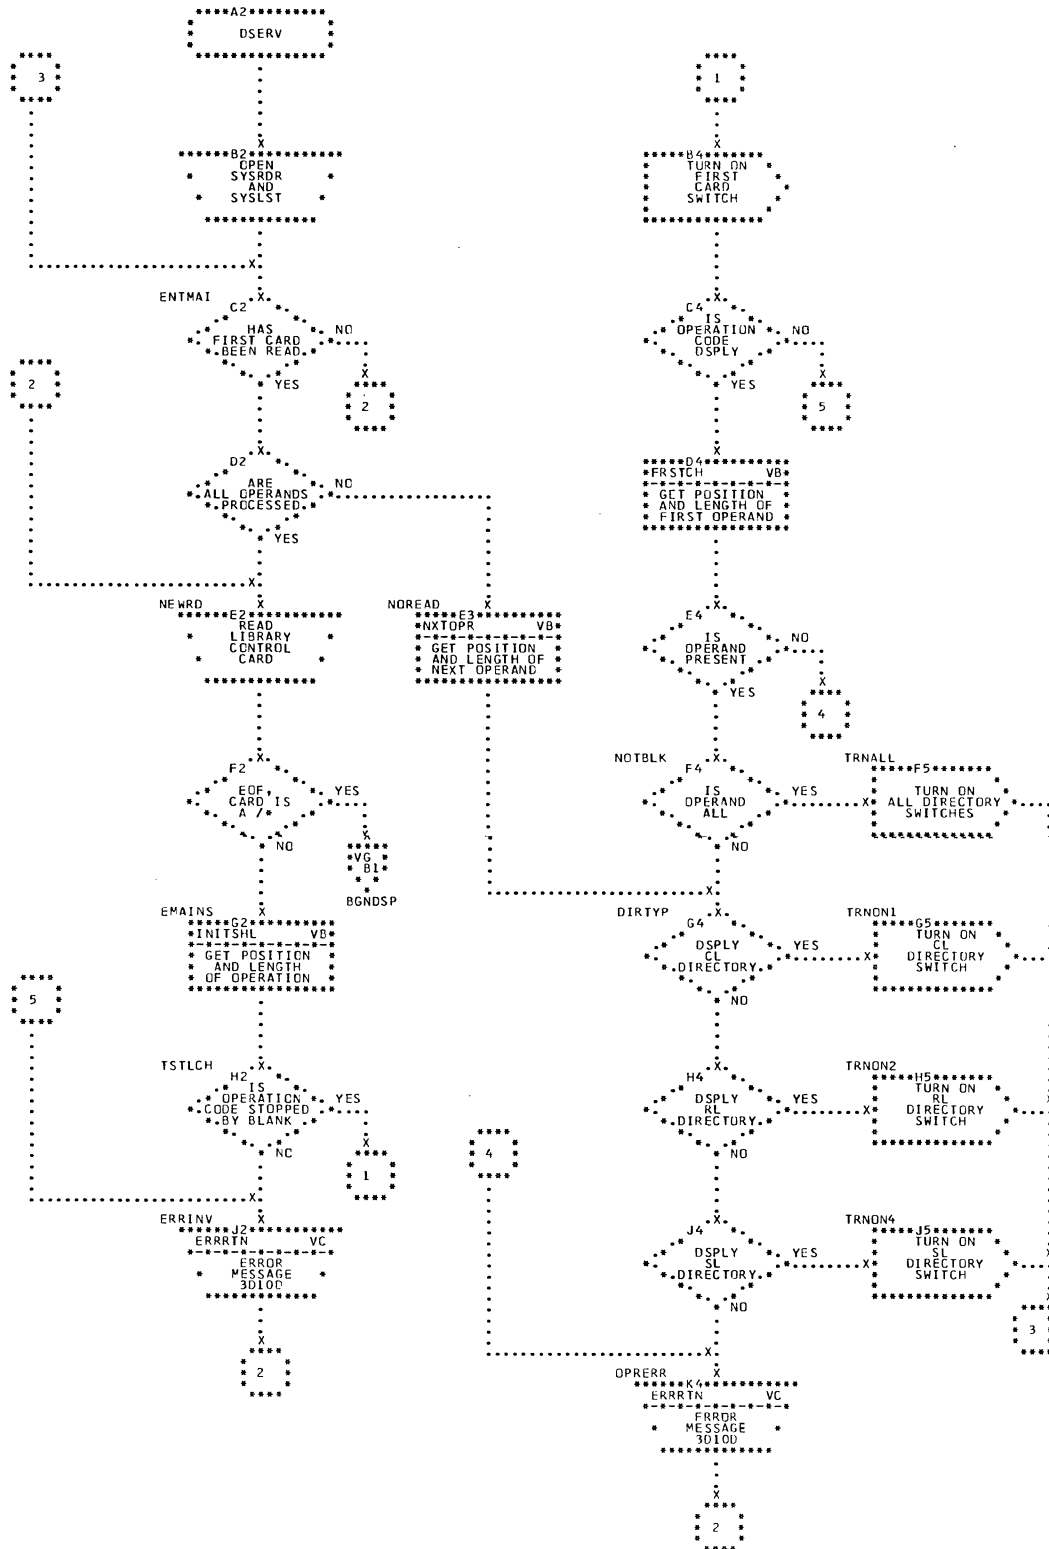 A2
DSERV
3
B2
OPEN
SYSRDR
AND
SYSLST
ENTMAI
C2
HAS
FIRST CARD
BEEN READ
NO
YES
2
2
D2
ARE
ALL OPERANDS
PROCESSED
NO
YES
NEWRD
E2
READ
LIBRARY
CONTROL
CARD
NOREAD
E3
NXTOPR VB
GET POSITION
AND LENGTH OF
NEXT OPERAND
F2
EOF,
CARD IS
A /*
YES
NO
VG
B1
BGNDSP
EMAINS
G2
INITSHL VB
GET POSITION
AND LENGTH
OF OPERATION
5
TSTLCH
H2
IS
OPERATION
CODE STOPPED
BY BLANK
YES
NO
1
ERRINV
J2
ERRRTN VC
ERROR
MESSAGE
3D10D
2
1
B4
TURN ON
FIRST
CARD
SWITCH
C4
IS
OPERATION
CODE
DSPLY
NO
YES
5
D4
FRSTCH VB
GET POSITION
AND LENGTH OF
FIRST OPERAND
E4
IS
OPERAND
PRESENT
NO
YES
4
NOTBLK
F4
IS
OPERAND
ALL
YES
NO
TRNALL
F5
TURN ON
ALL DIRECTORY
SWITCHES
DIRTYP
G4
DSPLY
CL
DIRECTORY
YES
NO
TRNON1
G5
TURN ON
CL
DIRECTORY
SWITCH
H4
DSPLY
RL
DIRECTORY
YES
NO
TRNON2
H5
TURN ON
RL
DIRECTORY
SWITCH
4
J4
DSPLY
SL
DIRECTORY
YES
NO
TRNON4
J5
TURN ON
SL
DIRECTORY
SWITCH
3
OPRERR
K4
ERRRTN VC
ERROR
MESSAGE
3D10D
2